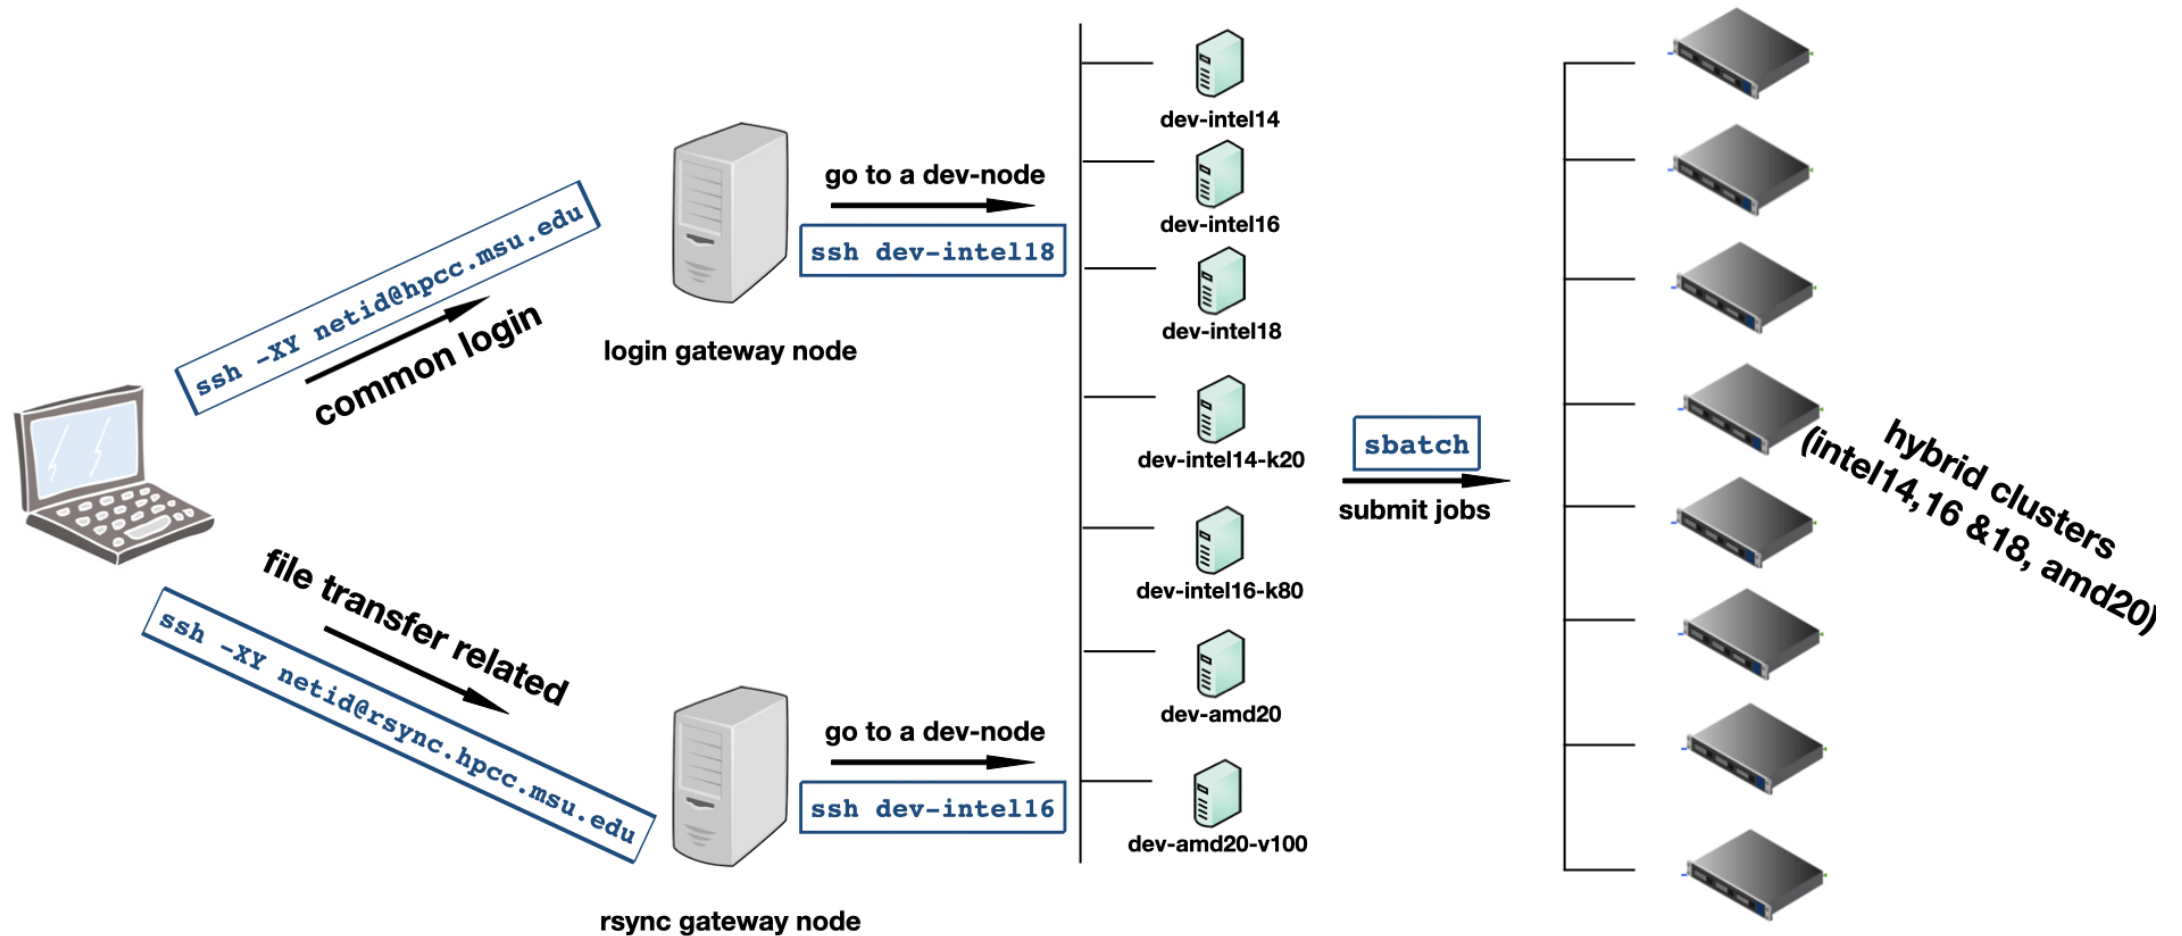 ssh -XY netid@hpcc.msu.edu
common login
login gateway node
go to a dev-node
ssh dev-intel18
file transfer related
ssh -XY netid@rsync.hpcc.msu.edu
rsync gateway node
go to a dev-node
ssh dev-intel16
dev-intel14
dev-intel16
dev-intel18
dev-intel14-k20
dev-intel16-k80
dev-amd20
dev-amd20-v100
sbatch
submit jobs
hybrid clusters
(intel14,16 &18, amd20)